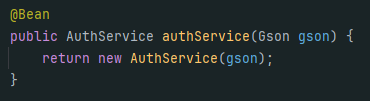 @Bean
public AuthService authService(Gson gson) {
    return new AuthService(gson);
}